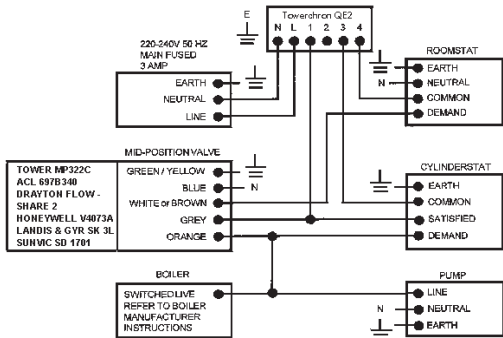 Towerchron QE2
E
N L 1 2 3 4
220-240V 50 HZ
MAIN FUSED
3 AMP
EARTH
NEUTRAL
LINE
ROOMSTAT
EARTH
N NEUTRAL
COMMON
DEMAND
MID-POSITION VALVE
TOWER MP322C
ACL 697B340
DRAYTON FLOW -
SHARE 2
HONEYWELL V4073A
LANDIS & GYR SK 3L
SUNVIC SD 1701
GREEN / YELLOW
BLUE N
WHITE or BROWN
GREY
ORANGE
CYLINDERSTAT
EARTH
COMMON
SATISFIED
DEMAND
BOILER
SWITCHED LIVE
REFER TO BOILER
MANUFACTURER
INSTRUCTIONS
PUMP
LINE
N NEUTRAL
EARTH